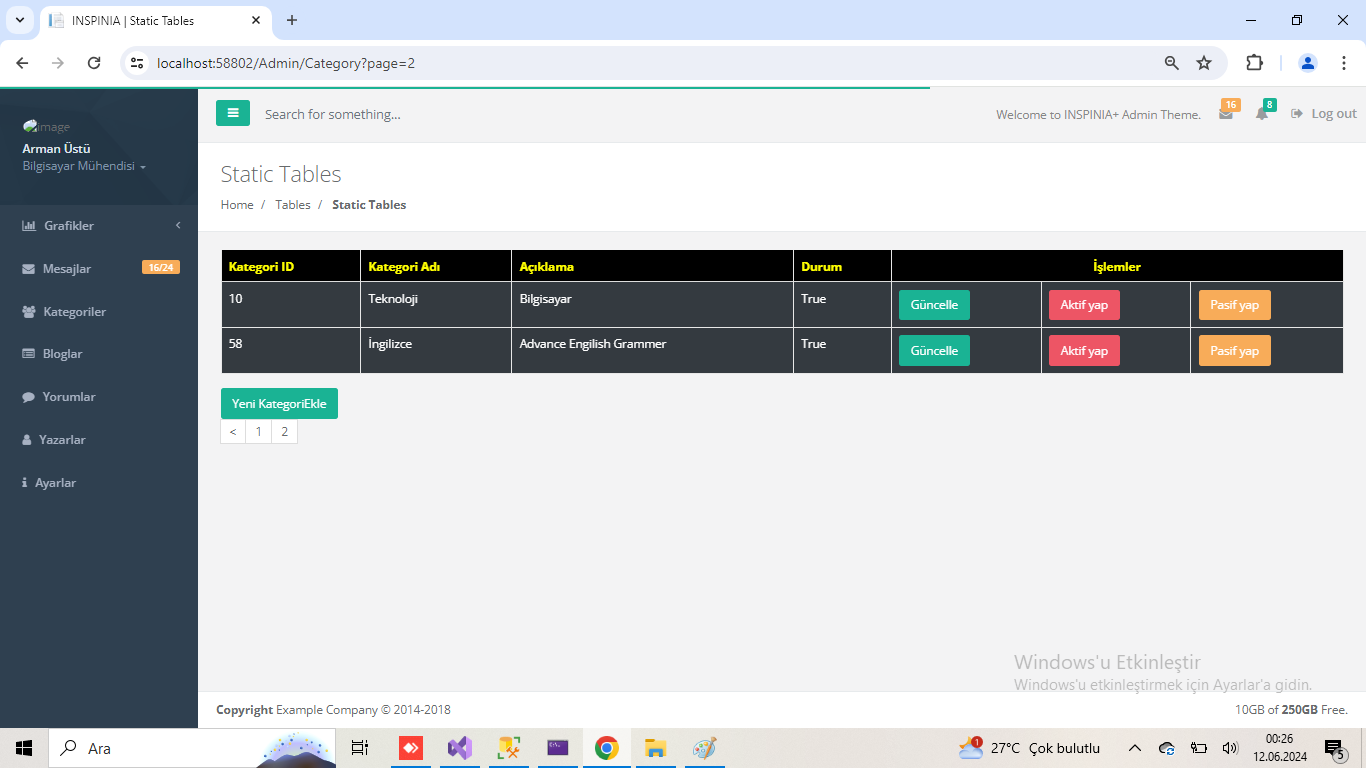 INSPINIA | Static Tables
localhost:58802/Admin/Category?page=2
Image
Arman Üstü
Bilgisayar Mühendisi
Grafikler
Mesajlar 16/24
Kategoriler
Bloglar
Yorumlar
Yazarlar
Ayarlar
Search for something...
Welcome to INSPINIA+ Admin Theme. 16 8 Log out
Static Tables
Home / Tables / Static Tables
Kategori ID Kategori Adı Açıklama Durum İşlemler
10 Teknoloji Bilgisayar True Güncelle Aktif yap Pasif yap
58 İngilizce Advance Engilish Grammer True Güncelle Aktif yap Pasif yap
Yeni KategoriEkle
< 1 2
Windows'u Etkinleştir
Windows'u etkinleştirmek için Ayarlar'a gidin.
Copyright Example Company © 2014-2018
10GB of 250GB Free.
Ara
1 27°C Çok bulutlu
00:26
12.06.2024
5